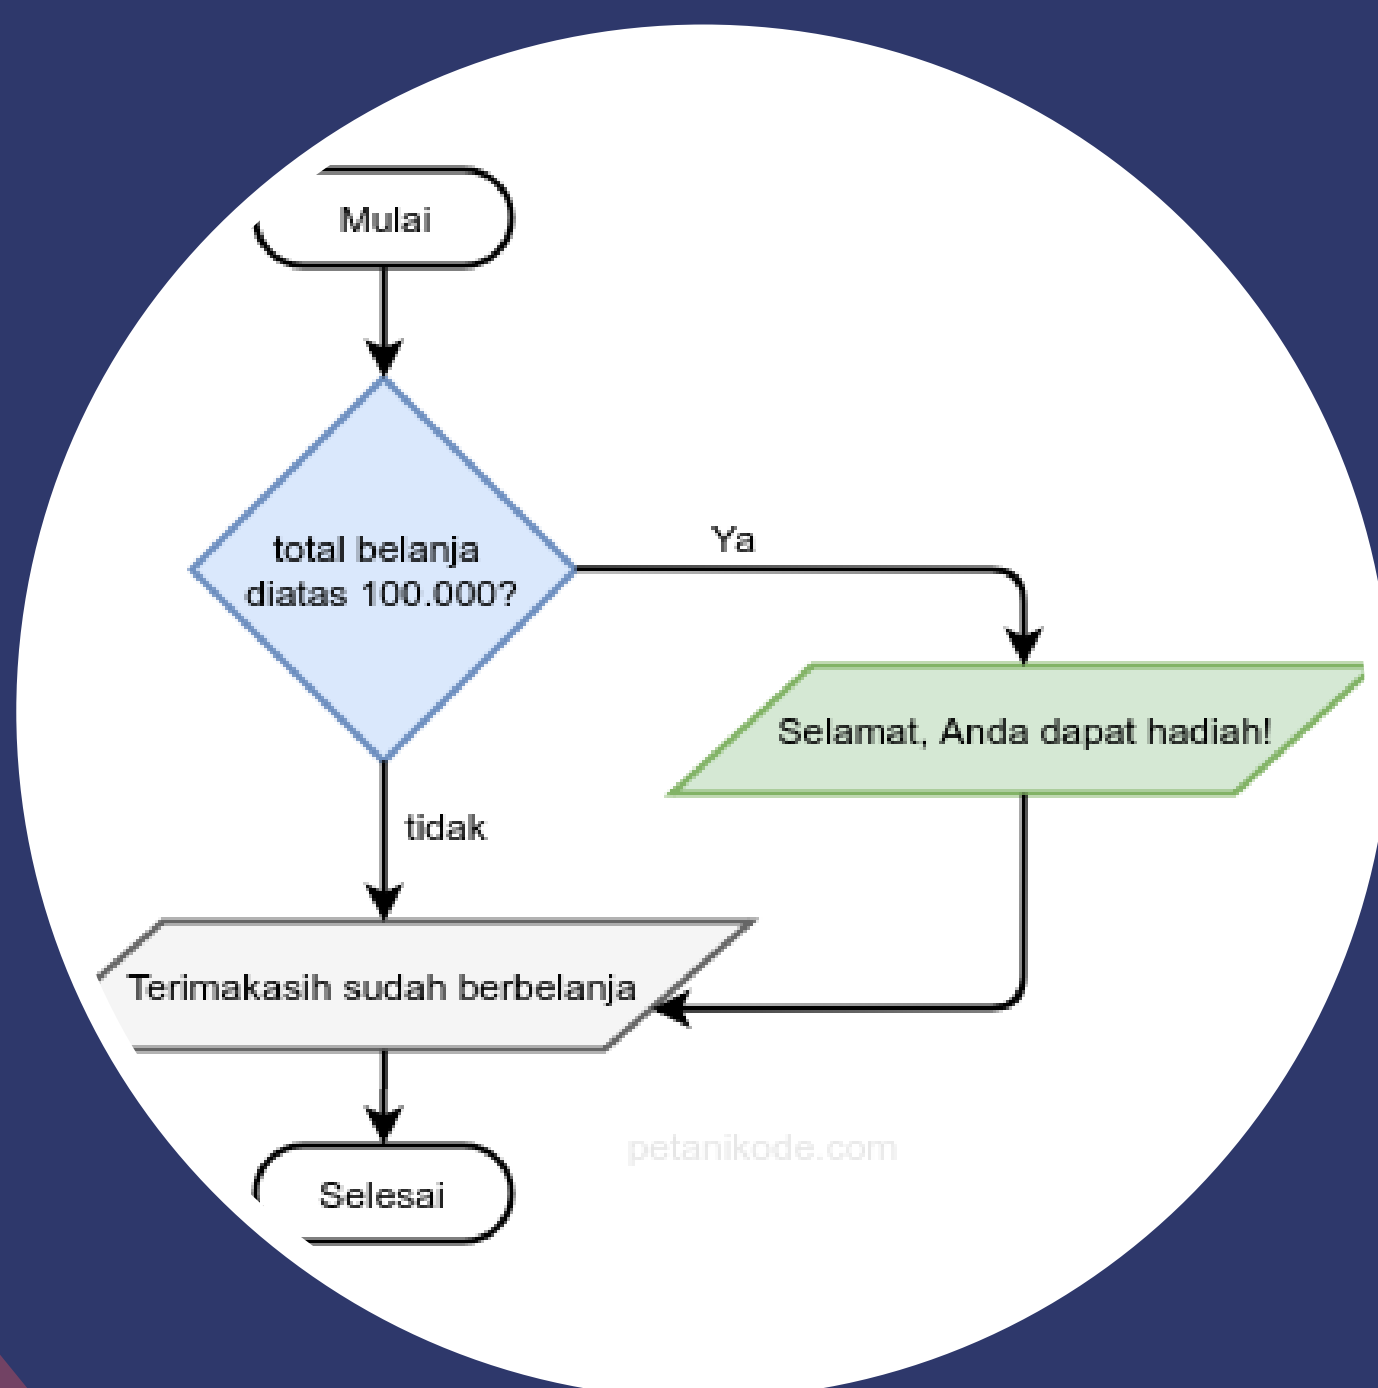 Mulai
total belanja
diatas 100.000?
Ya
Selamat, Anda dapat hadiah!
tidak
Terimakasih sudah berbelanja
petanikode.com
Selesai